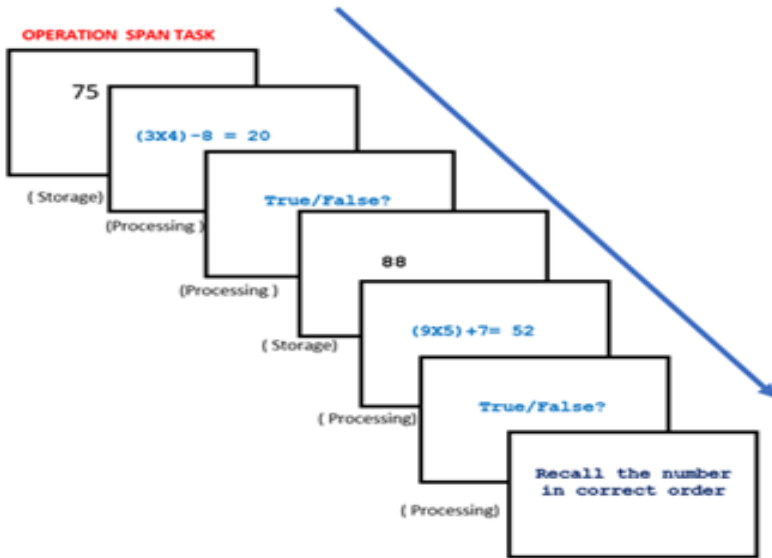 OPERATION SPAN TASK
75
(3X4)-8 = 20
( Storage)
True/False?
(Processing )
88
(Processing )
(9X5)+7= 52
( Storage)
True/False?
( Processing)
Recall the number
in correct order
( Processing)